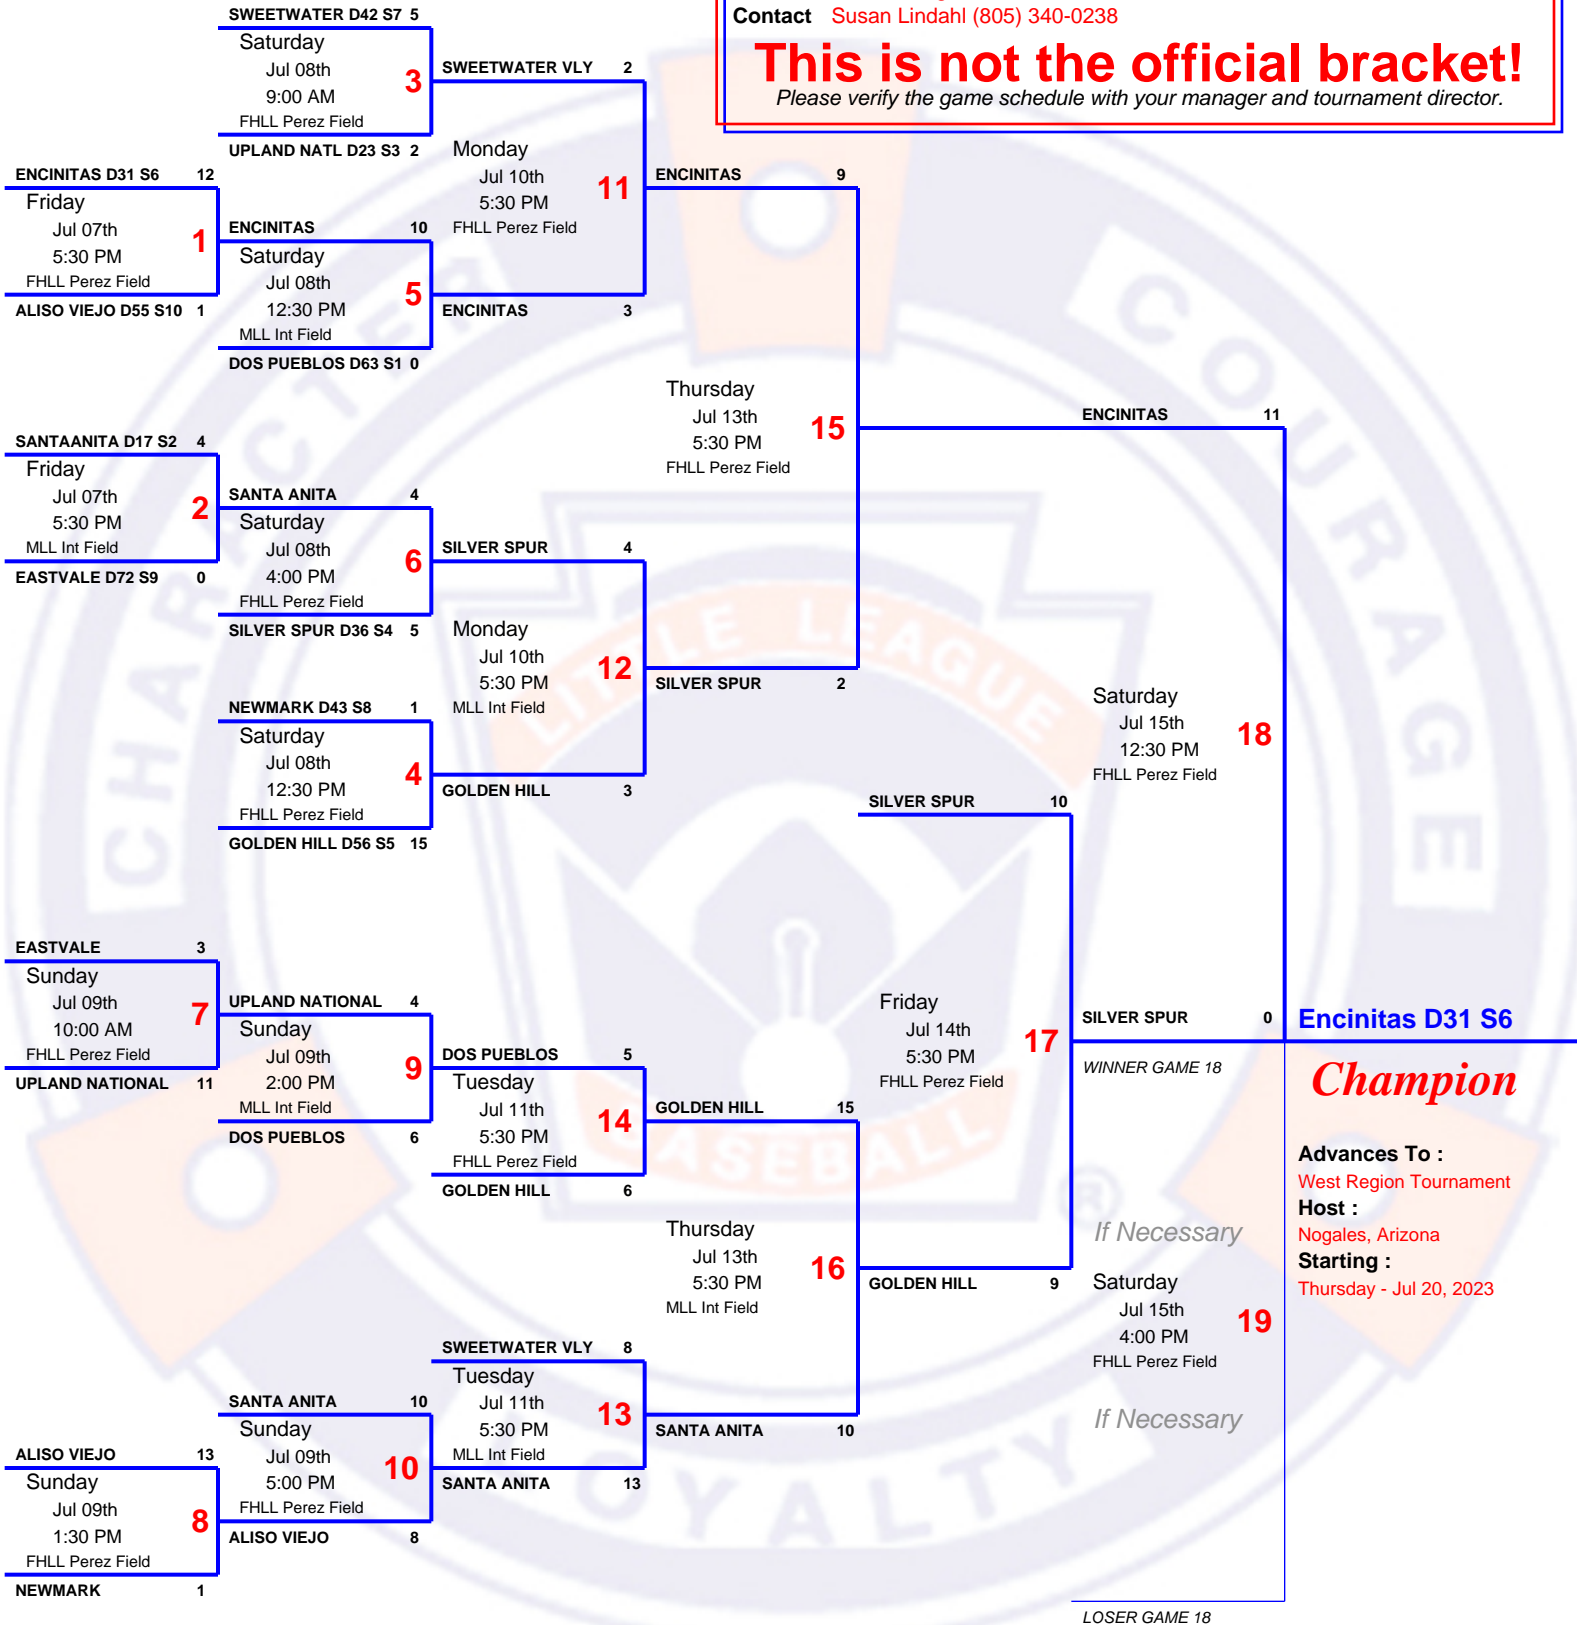 Contact Susan Lindahl (805) 340-0238
This is not the official bracket!
Please verify the game schedule with your manager and tournament director.
SWEETWATER D42 S7 5
Saturday
Jul 08th
9:00 AM
FHLL Perez Field
3
UPLAND NATL D23 S3 2
ENCINITAS D31 S6 12
Friday
Jul 07th
5:30 PM
FHLL Perez Field
1
ALISO VIEJO D55 S10 1
ENCINITAS 10
Saturday
Jul 08th
12:30 PM
MLL Int Field
5
DOS PUEBLOS D63 S1 0
SWEETWATER VLY 2
Monday
Jul 10th
5:30 PM
FHLL Perez Field
11
ENCINITAS 3
SANTAANITA D17 S2 4
Friday
Jul 07th
5:30 PM
MLL Int Field
2
EASTVALE D72 S9 0
SANTA ANITA 4
Saturday
Jul 08th
4:00 PM
FHLL Perez Field
6
SILVER SPUR D36 S4 5
NEWMARK D43 S8 1
Saturday
Jul 08th
12:30 PM
FHLL Perez Field
4
GOLDEN HILL D56 S5 15
SILVER SPUR 4
Monday
Jul 10th
5:30 PM
MLL Int Field
12
GOLDEN HILL 3
ENCINITAS 9
Thursday
Jul 13th
5:30 PM
FHLL Perez Field
15
SILVER SPUR 2
EASTVALE 3
Sunday
Jul 09th
10:00 AM
FHLL Perez Field
7
UPLAND NATIONAL 11
UPLAND NATIONAL 4
Sunday
Jul 09th
2:00 PM
MLL Int Field
9
DOS PUEBLOS 6
DOS PUEBLOS 5
Tuesday
Jul 11th
5:30 PM
FHLL Perez Field
14
GOLDEN HILL 6
ALISO VIEJO 13
Sunday
Jul 09th
1:30 PM
FHLL Perez Field
8
NEWMARK 1
SANTA ANITA 10
Sunday
Jul 09th
5:00 PM
FHLL Perez Field
10
ALISO VIEJO 8
SWEETWATER VLY 8
Tuesday
Jul 11th
5:30 PM
MLL Int Field
13
SANTA ANITA 13
GOLDEN HILL 15
Thursday
Jul 13th
5:30 PM
MLL Int Field
16
SANTA ANITA 10
SILVER SPUR 10
Friday
Jul 14th
5:30 PM
FHLL Perez Field
17
GOLDEN HILL 9
ENCINITAS 11
Saturday
Jul 15th
12:30 PM
FHLL Perez Field
18
SILVER SPUR 0
WINNER GAME 18
If Necessary
Saturday
Jul 15th
4:00 PM
FHLL Perez Field
19
If Necessary
LOSER GAME 18
Encinitas D31 S6
Champion
Advances To :
West Region Tournament
Host :
Nogales, Arizona
Starting :
Thursday - Jul 20, 2023
CHARACTER
COURAGE
LOYALTY
LITTLE LEAGUE
BASEBALL
®